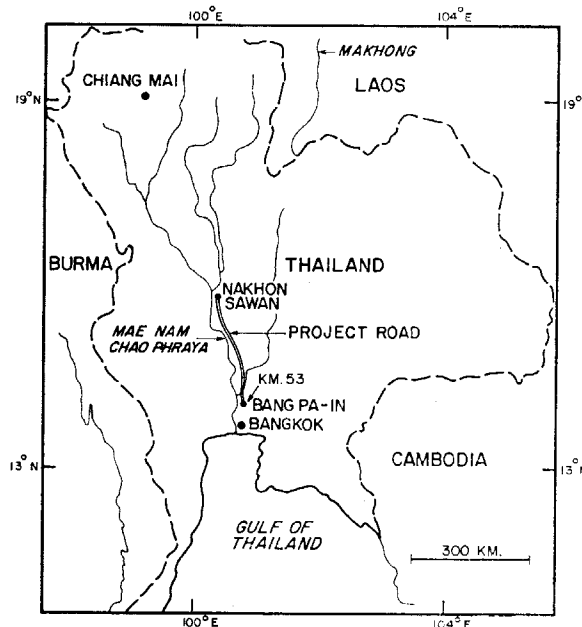 100°E
104°E
MAKHONG
CHIANG MAI
LAOS
19°N
19°N
BURMA
THAILAND
NAKHON
SAWAN
MAE NAM
CHAO PHRAYA
PROJECT ROAD
KM. 53
BANG PA-IN
BANGKOK
13°N
13°N
CAMBODIA
GULF OF
THAILAND
300 KM.
100°E
104°E